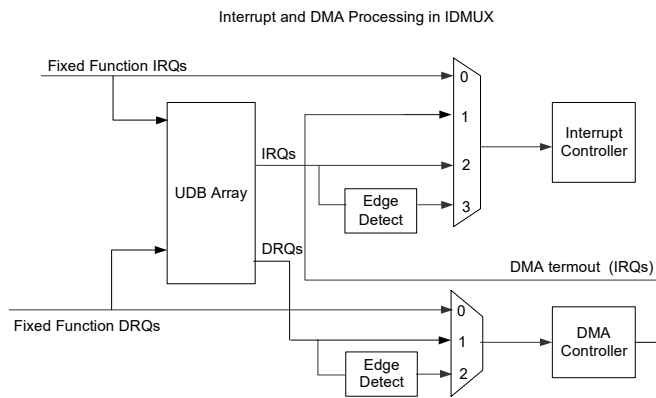 Interrupt and DMA Processing in IDMUX
Fixed Function IRQs
0
1
2
3
Interrupt
Controller
IRQs
UDB Array
Edge
Detect
DRQs
DMA termout (IRQs)
Fixed Function DRQs
0
1
2
DMA
Controller
Edge
Detect